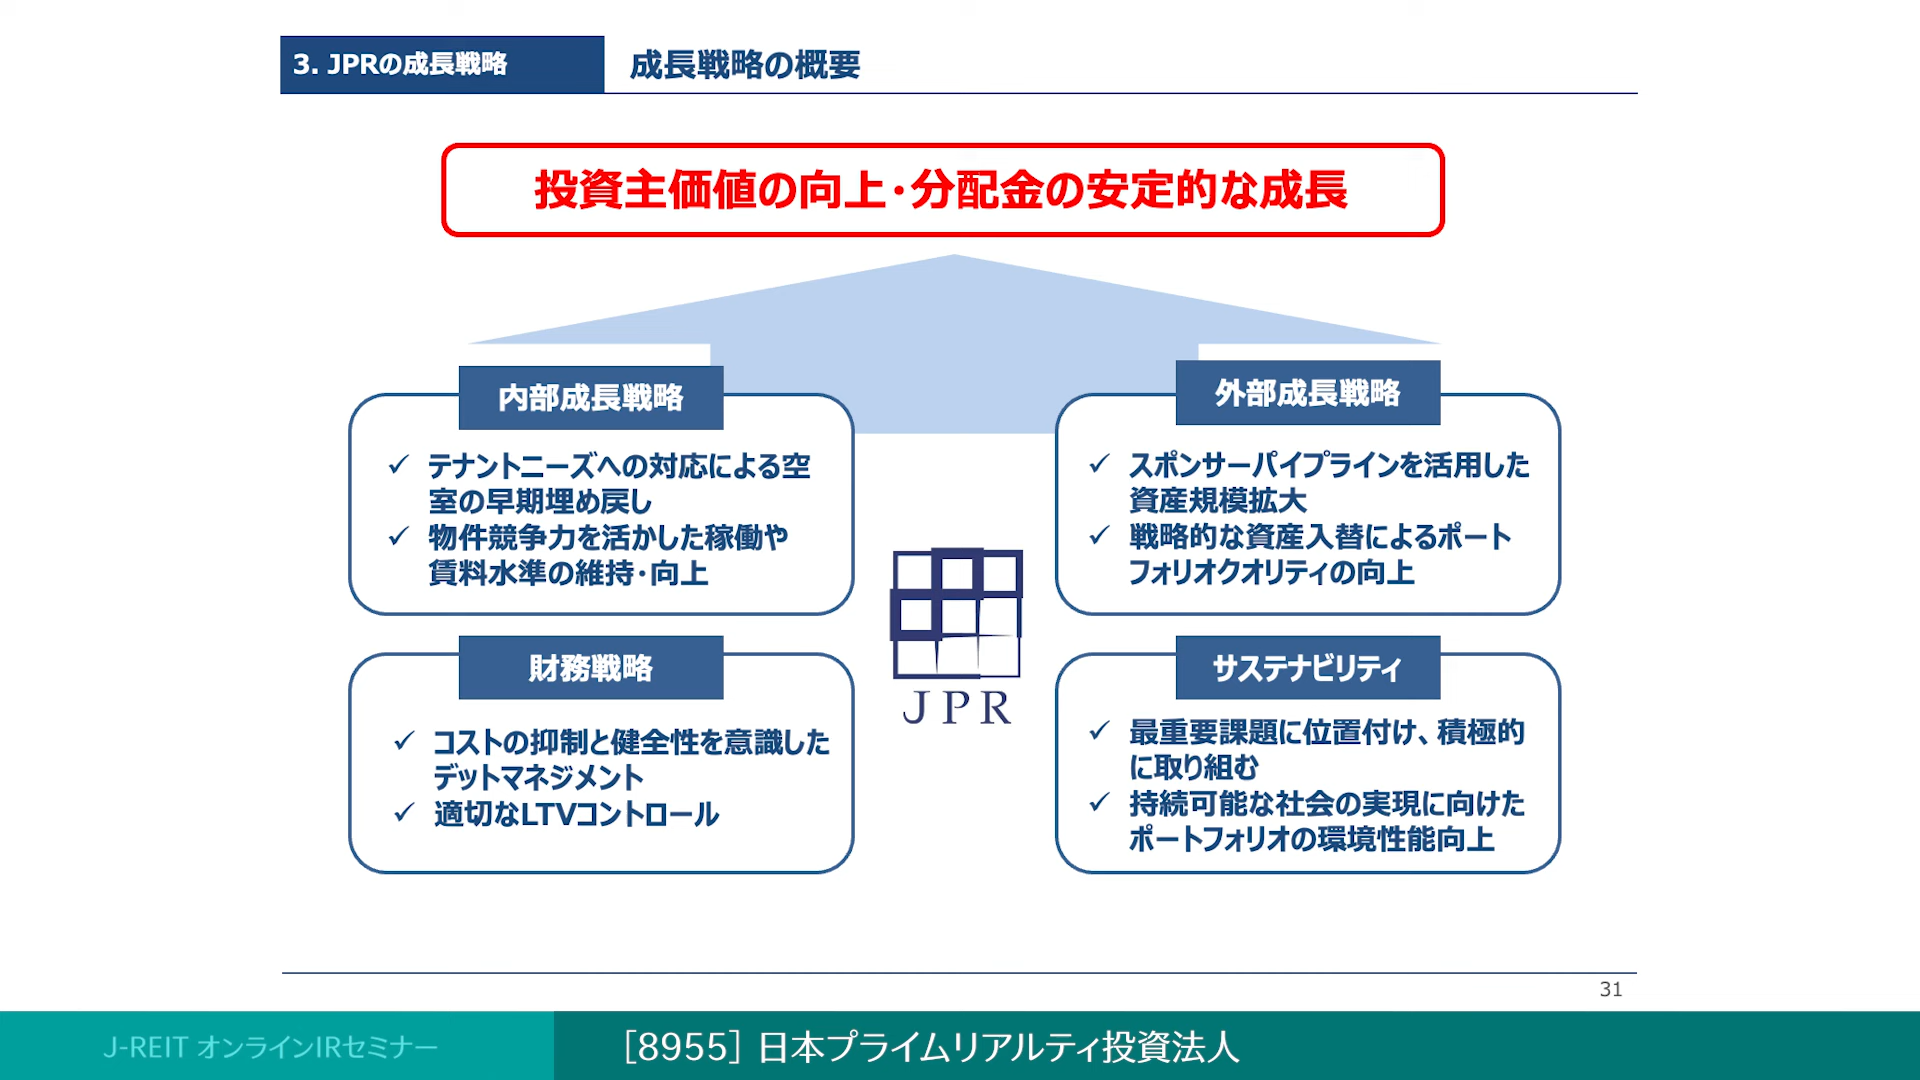 3. JPRの成長戦略
成長戦略の概要
投資主価値の向上・分配金の安定的な成長
内部成長戦略
✓ テナントニーズへの対応による空
室の早期埋め戻し
✓ 物件競争力を活かした稼働や
賃料水準の維持・向上
外部成長戦略
✓ スポンサーパイプラインを活用した
資産規模拡大
✓ 戦略的な資産入替によるポート
フォリオクオリティの向上
JPR
財務戦略
✓ コストの抑制と健全性を意識した
デットマネジメント
✓ 適切なLTVコントロール
サステナビリティ
✓ 最重要課題に位置付け、積極的
に取り組む
✓ 持続可能な社会の実現に向けた
ポートフォリオの環境性能向上
31
J-REIT オンラインIRセミナー
［8955］日本プライムリアルティ投資法人